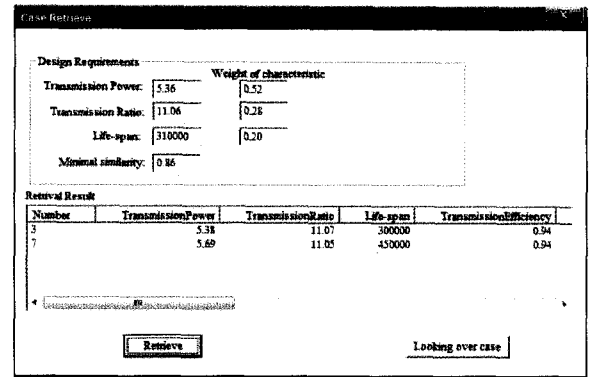 Case Retrieve
Design Requirements
Weight of characteristic
Transmission Power: 5.36 0.52
Transmission Ratio: 11.06 0.28
Life-span: 310000 0.20
Minimal similarity: 0.86
Retrival Result
Number TransmissionPower TransmissionRatio Life-span TransmissionEfficiency
3 5.38 11.07 300000 0.94
7 5.69 11.05 450000 0.94
Retrieve Looking over case